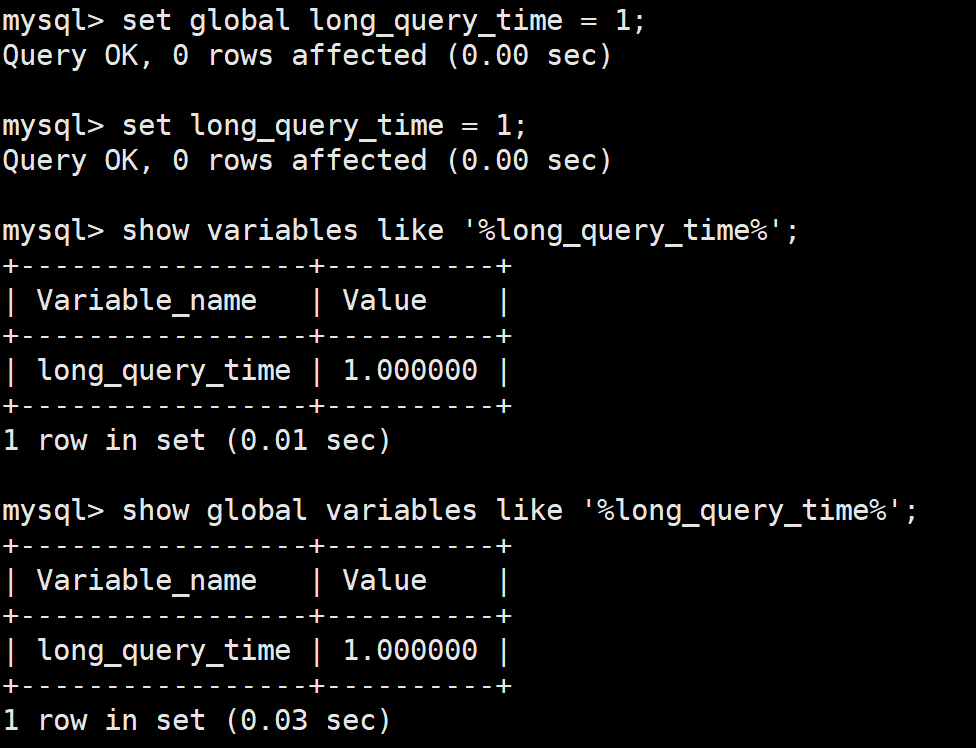 mysql> set global long_query_time = 1;
Query OK, 0 rows affected (0.00 sec)
mysql> set long_query_time = 1;
Query OK, 0 rows affected (0.00 sec)
mysql> show variables like '%long_query_time%';
+-----------------+----------+
| Variable_name   | Value    |
+-----------------+----------+
| long_query_time | 1.000000 |
+-----------------+----------+
1 row in set (0.01 sec)
mysql> show global variables like '%long_query_time%';
+-----------------+----------+
| Variable_name   | Value    |
+-----------------+----------+
| long_query_time | 1.000000 |
+-----------------+----------+
1 row in set (0.03 sec)